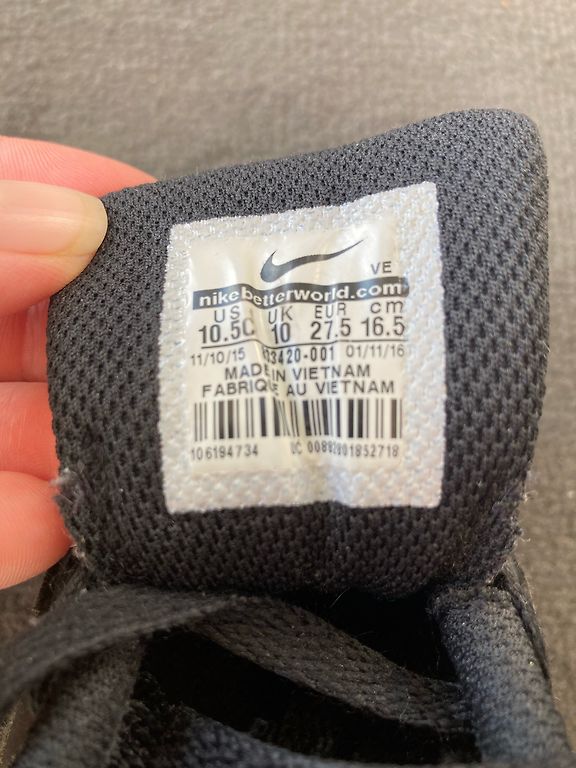 VE
nikebetterworld.com
US UK EUR cm
10.5C 10 27.5 16.5
11/10/15 01/11/16
MADE IN VIETNAM
FABRIQUE AU VIETNAM
106194734